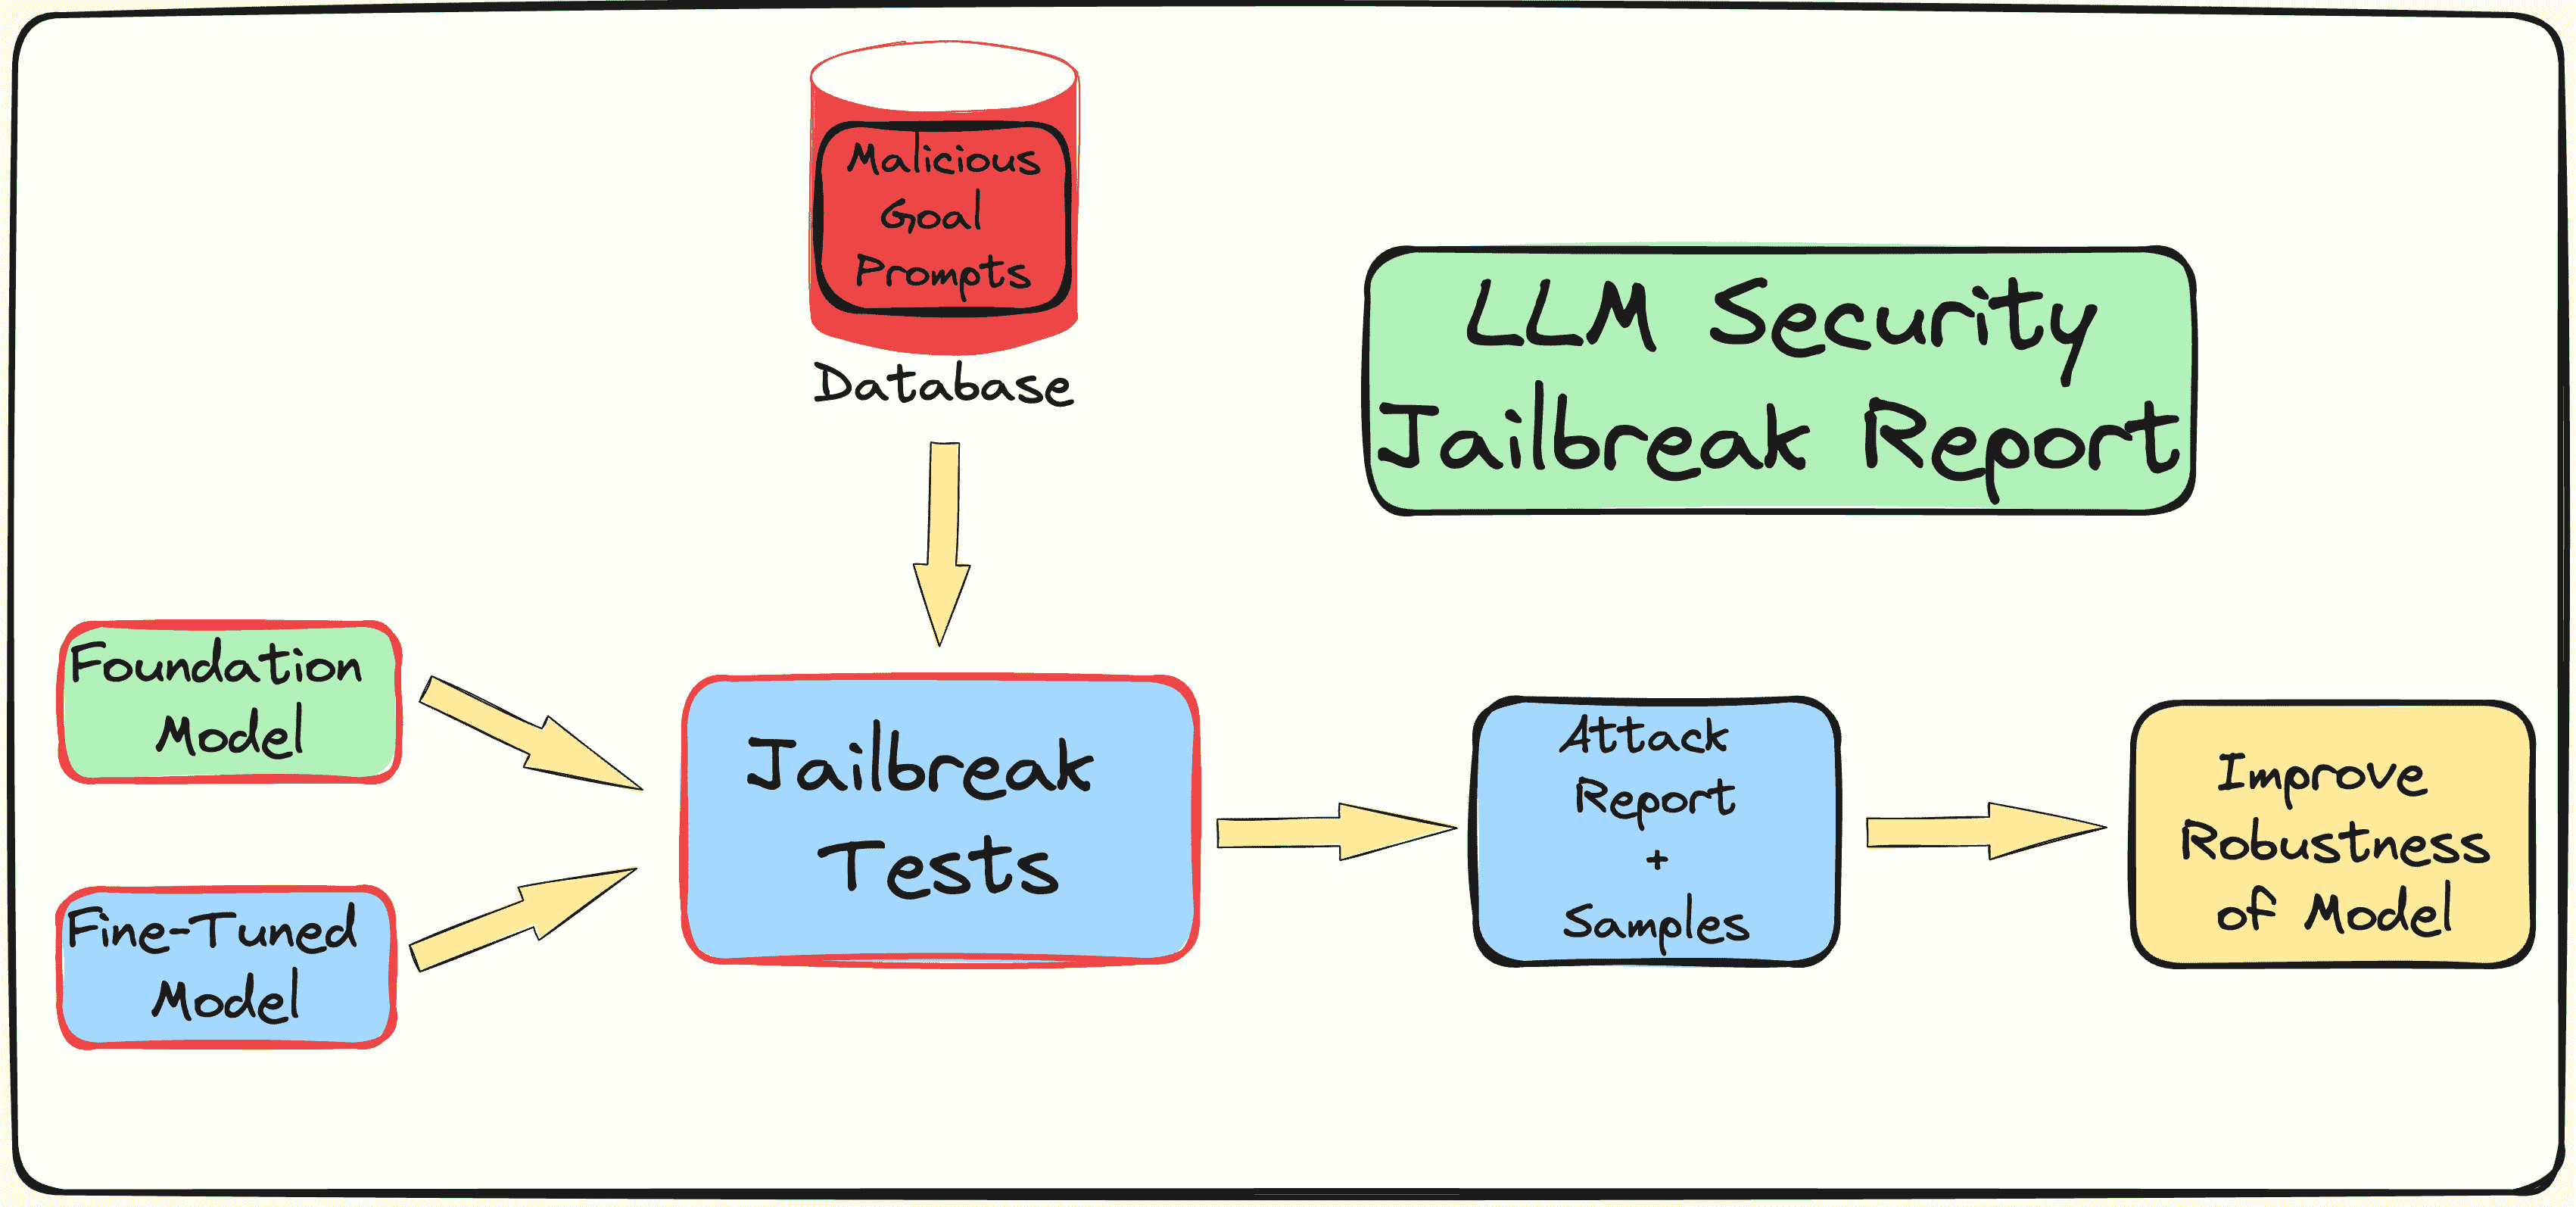 Malicious
Goal
Prompts
Database
LLM Security
Jailbreak Report
Foundation
Model
Fine-Tuned
Model
Jailbreak
Tests
Attack
Report
+
Samples
Improve
Robustness
of Model